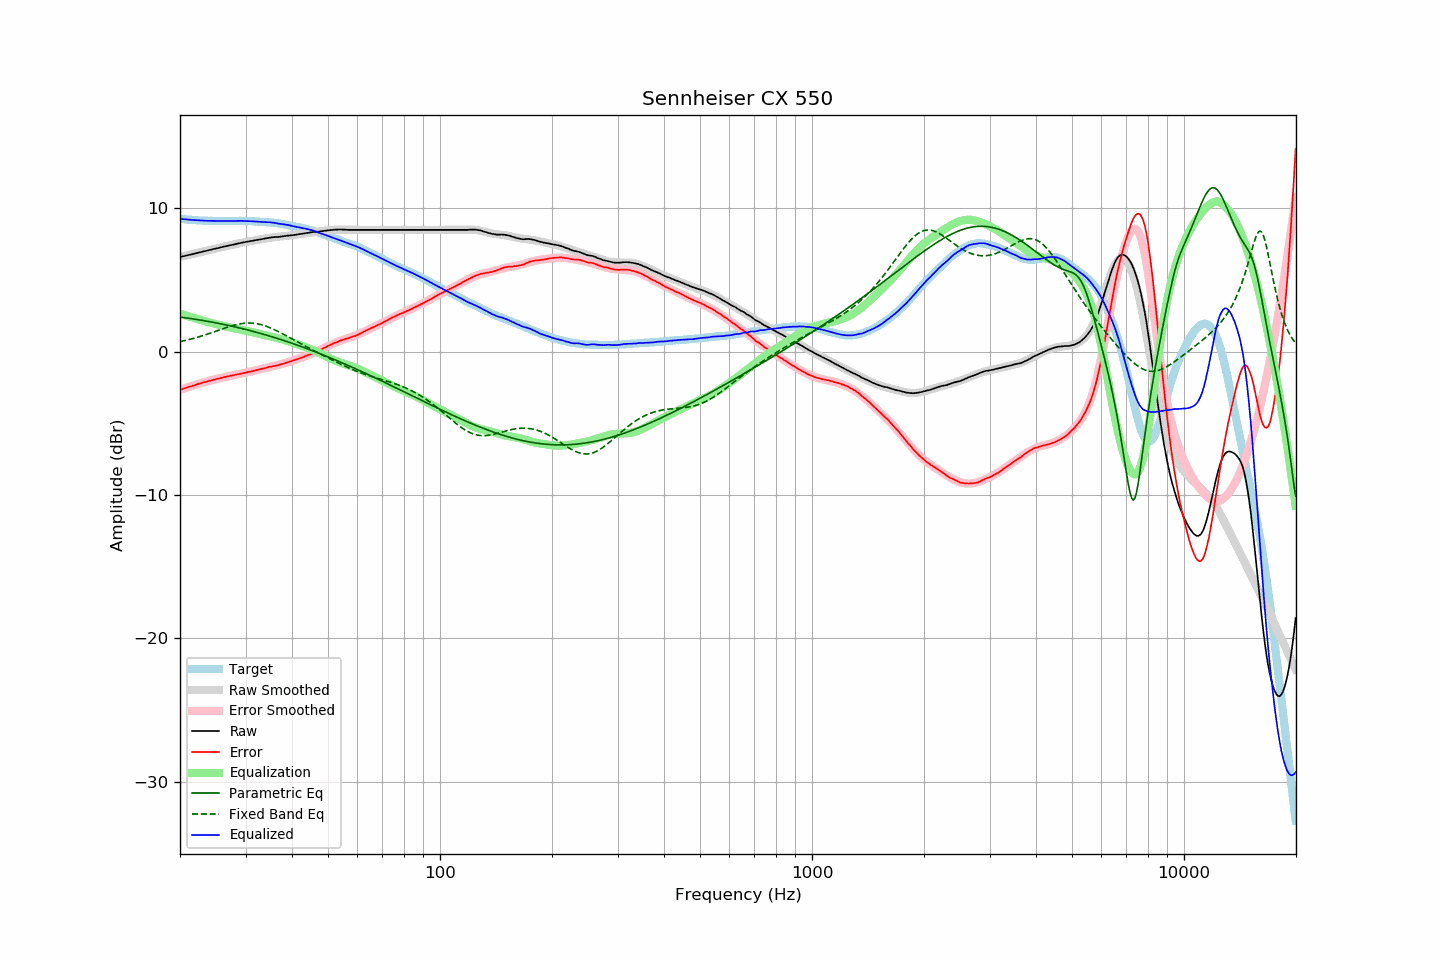 Sennheiser CX 550
Amplitude (dBr)
10
0
−10
−20
−30
Target
Raw Smoothed
Error Smoothed
Raw
Error
Equalization
Parametric Eq
Fixed Band Eq
Equalized
100
1000
10000
Frequency (Hz)